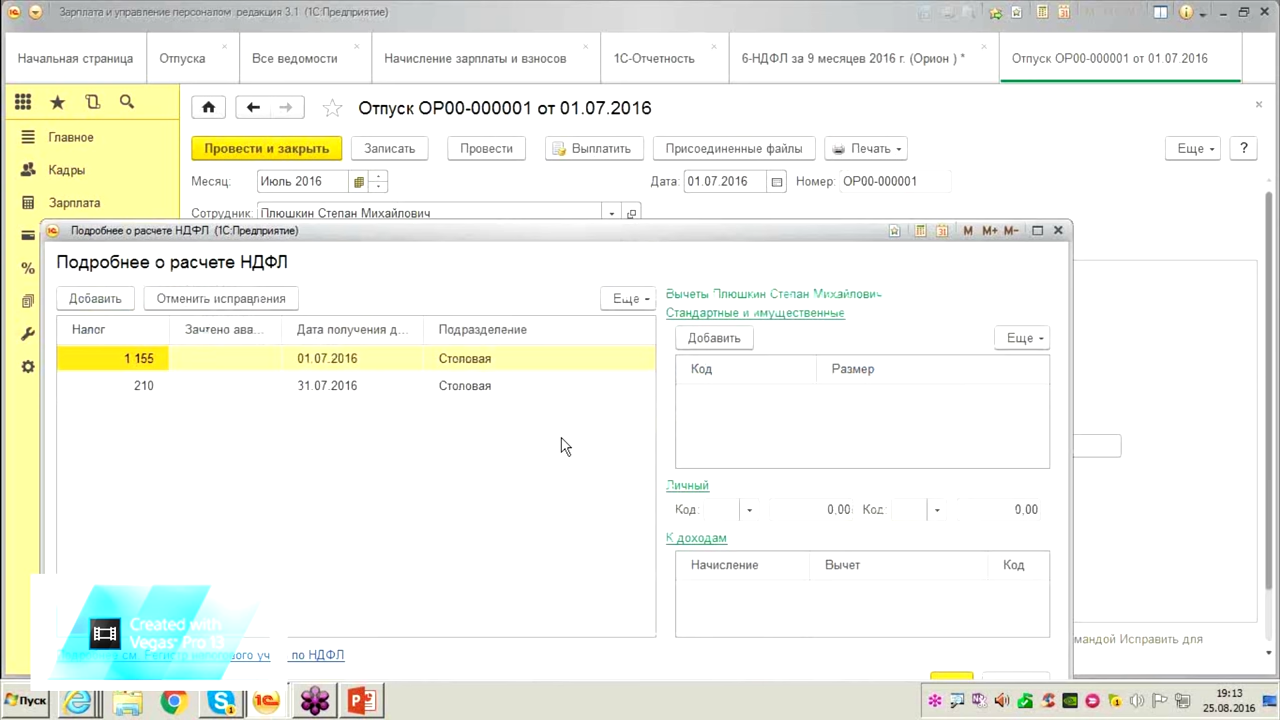 Зарплата и управление персоналом, редакция 3.1 (1С:Предприятие)
Начальная страница
Отпуска
Все ведомости
Начисление зарплаты и взносов
1С-Отчетность
6-НДФЛ за 9 месяцев 2016 г. (Орион ) *
Отпуск ОР00-000001 от 01.07.2016
Отпуск ОР00-000001 от 01.07.2016
Главное
Кадры
Зарплата
Провести и закрыть
Записать
Провести
Выплатить
Присоединенные файлы
Печать
Еще
?
Месяц:
Июль 2016
Дата:
01.07.2016
Номер:
ОР00-000001
Сотрудник:
Плюшкин Степан Михайлович
Подробнее о расчете НДФЛ (1С:Предприятие)
M M+ M-
Подробнее о расчете НДФЛ
Добавить
Отменить исправления
Еще
Налог Зачтено ава... Дата получения д... Подразделение
1 155 01.07.2016 Столовая
210 31.07.2016 Столовая
Вычеты Плюшкин Степан Михайлович
Стандартные и имущественные
Добавить
Еще
Код Размер
Личный
Код: 0,00 Код: 0,00
К доходам
Начисление Вычет Код
Created with
Vegas Pro 13
см. Регистр налогового уч
по НДФЛ
мандой Исправить для
Пуск
19:13
25.08.2016